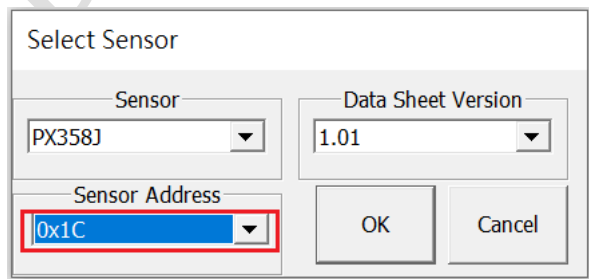 Select Sensor
Sensor
Data Sheet Version
PX358J
1.01
Sensor Address
0x1C
OK
Cancel